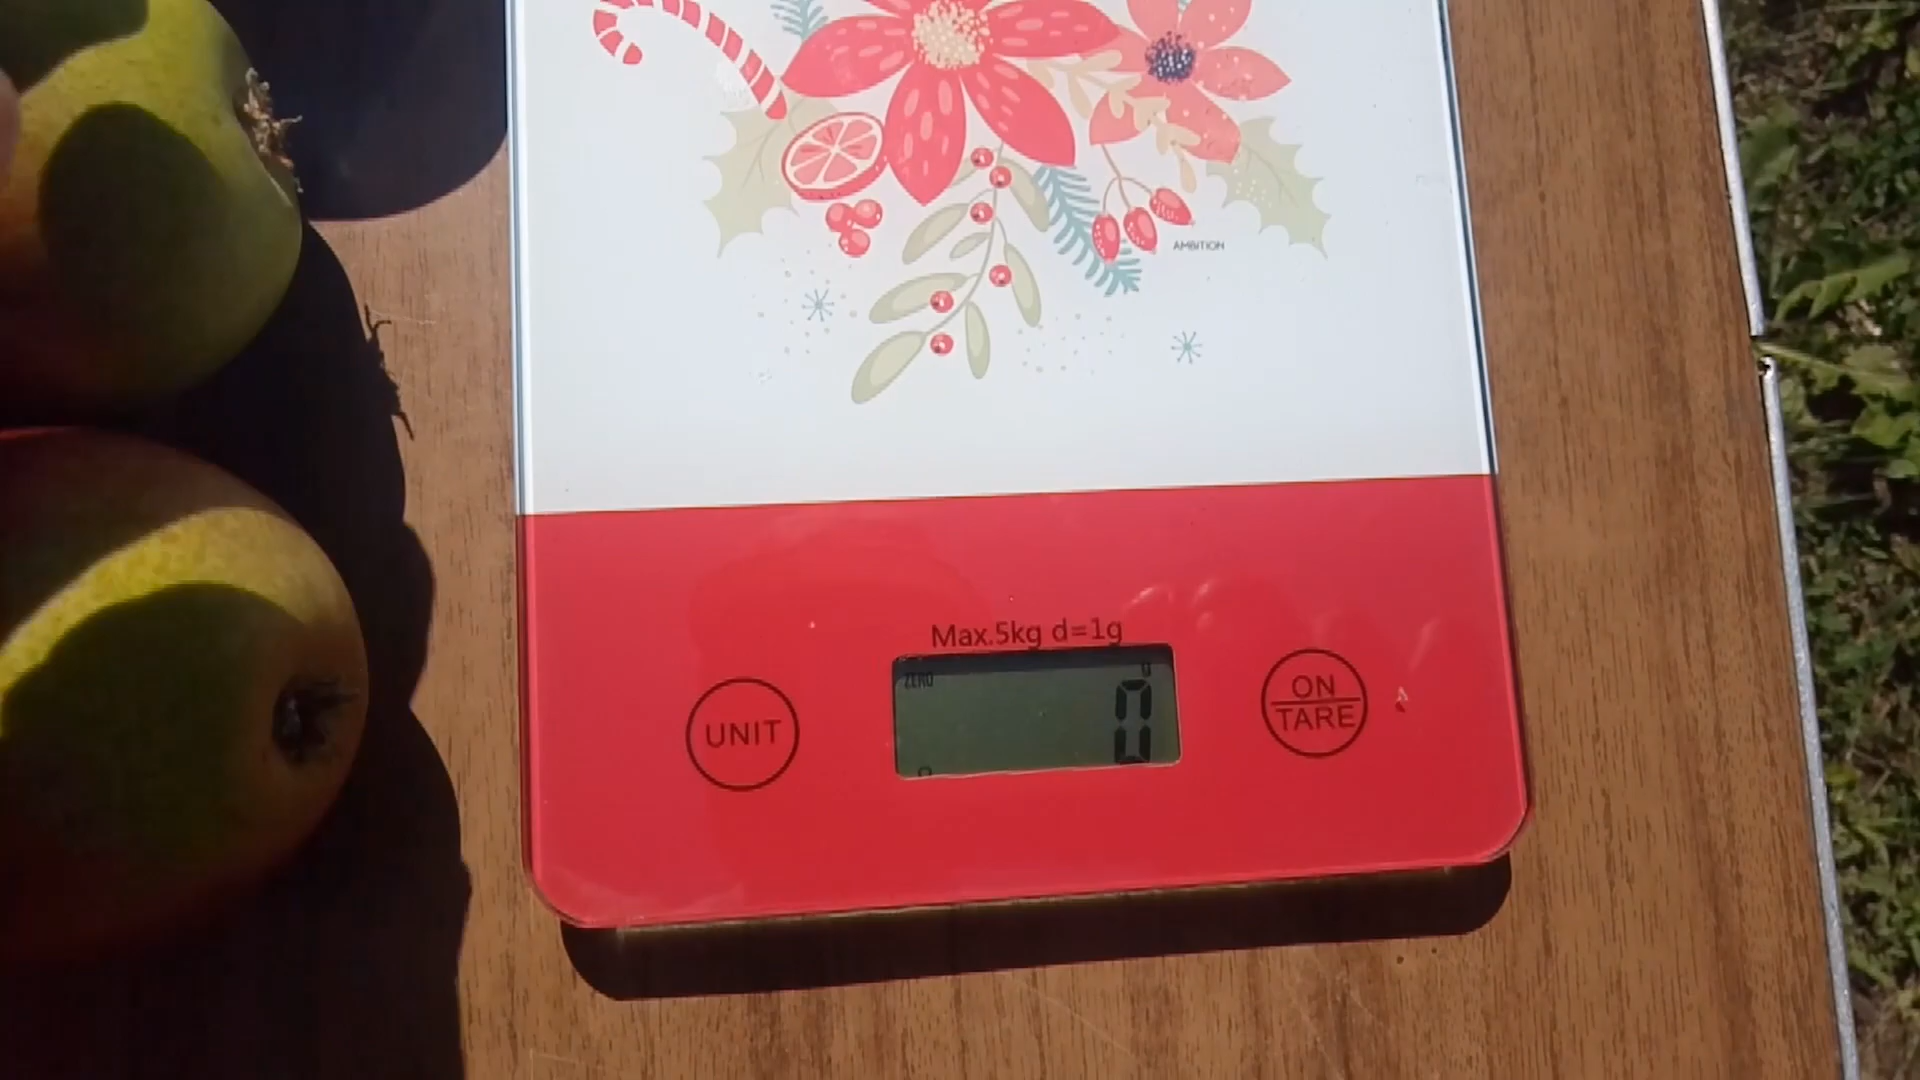 AMBITION
Max.5kg d=1g
ZERO
g
0
UNIT
ON
TARE